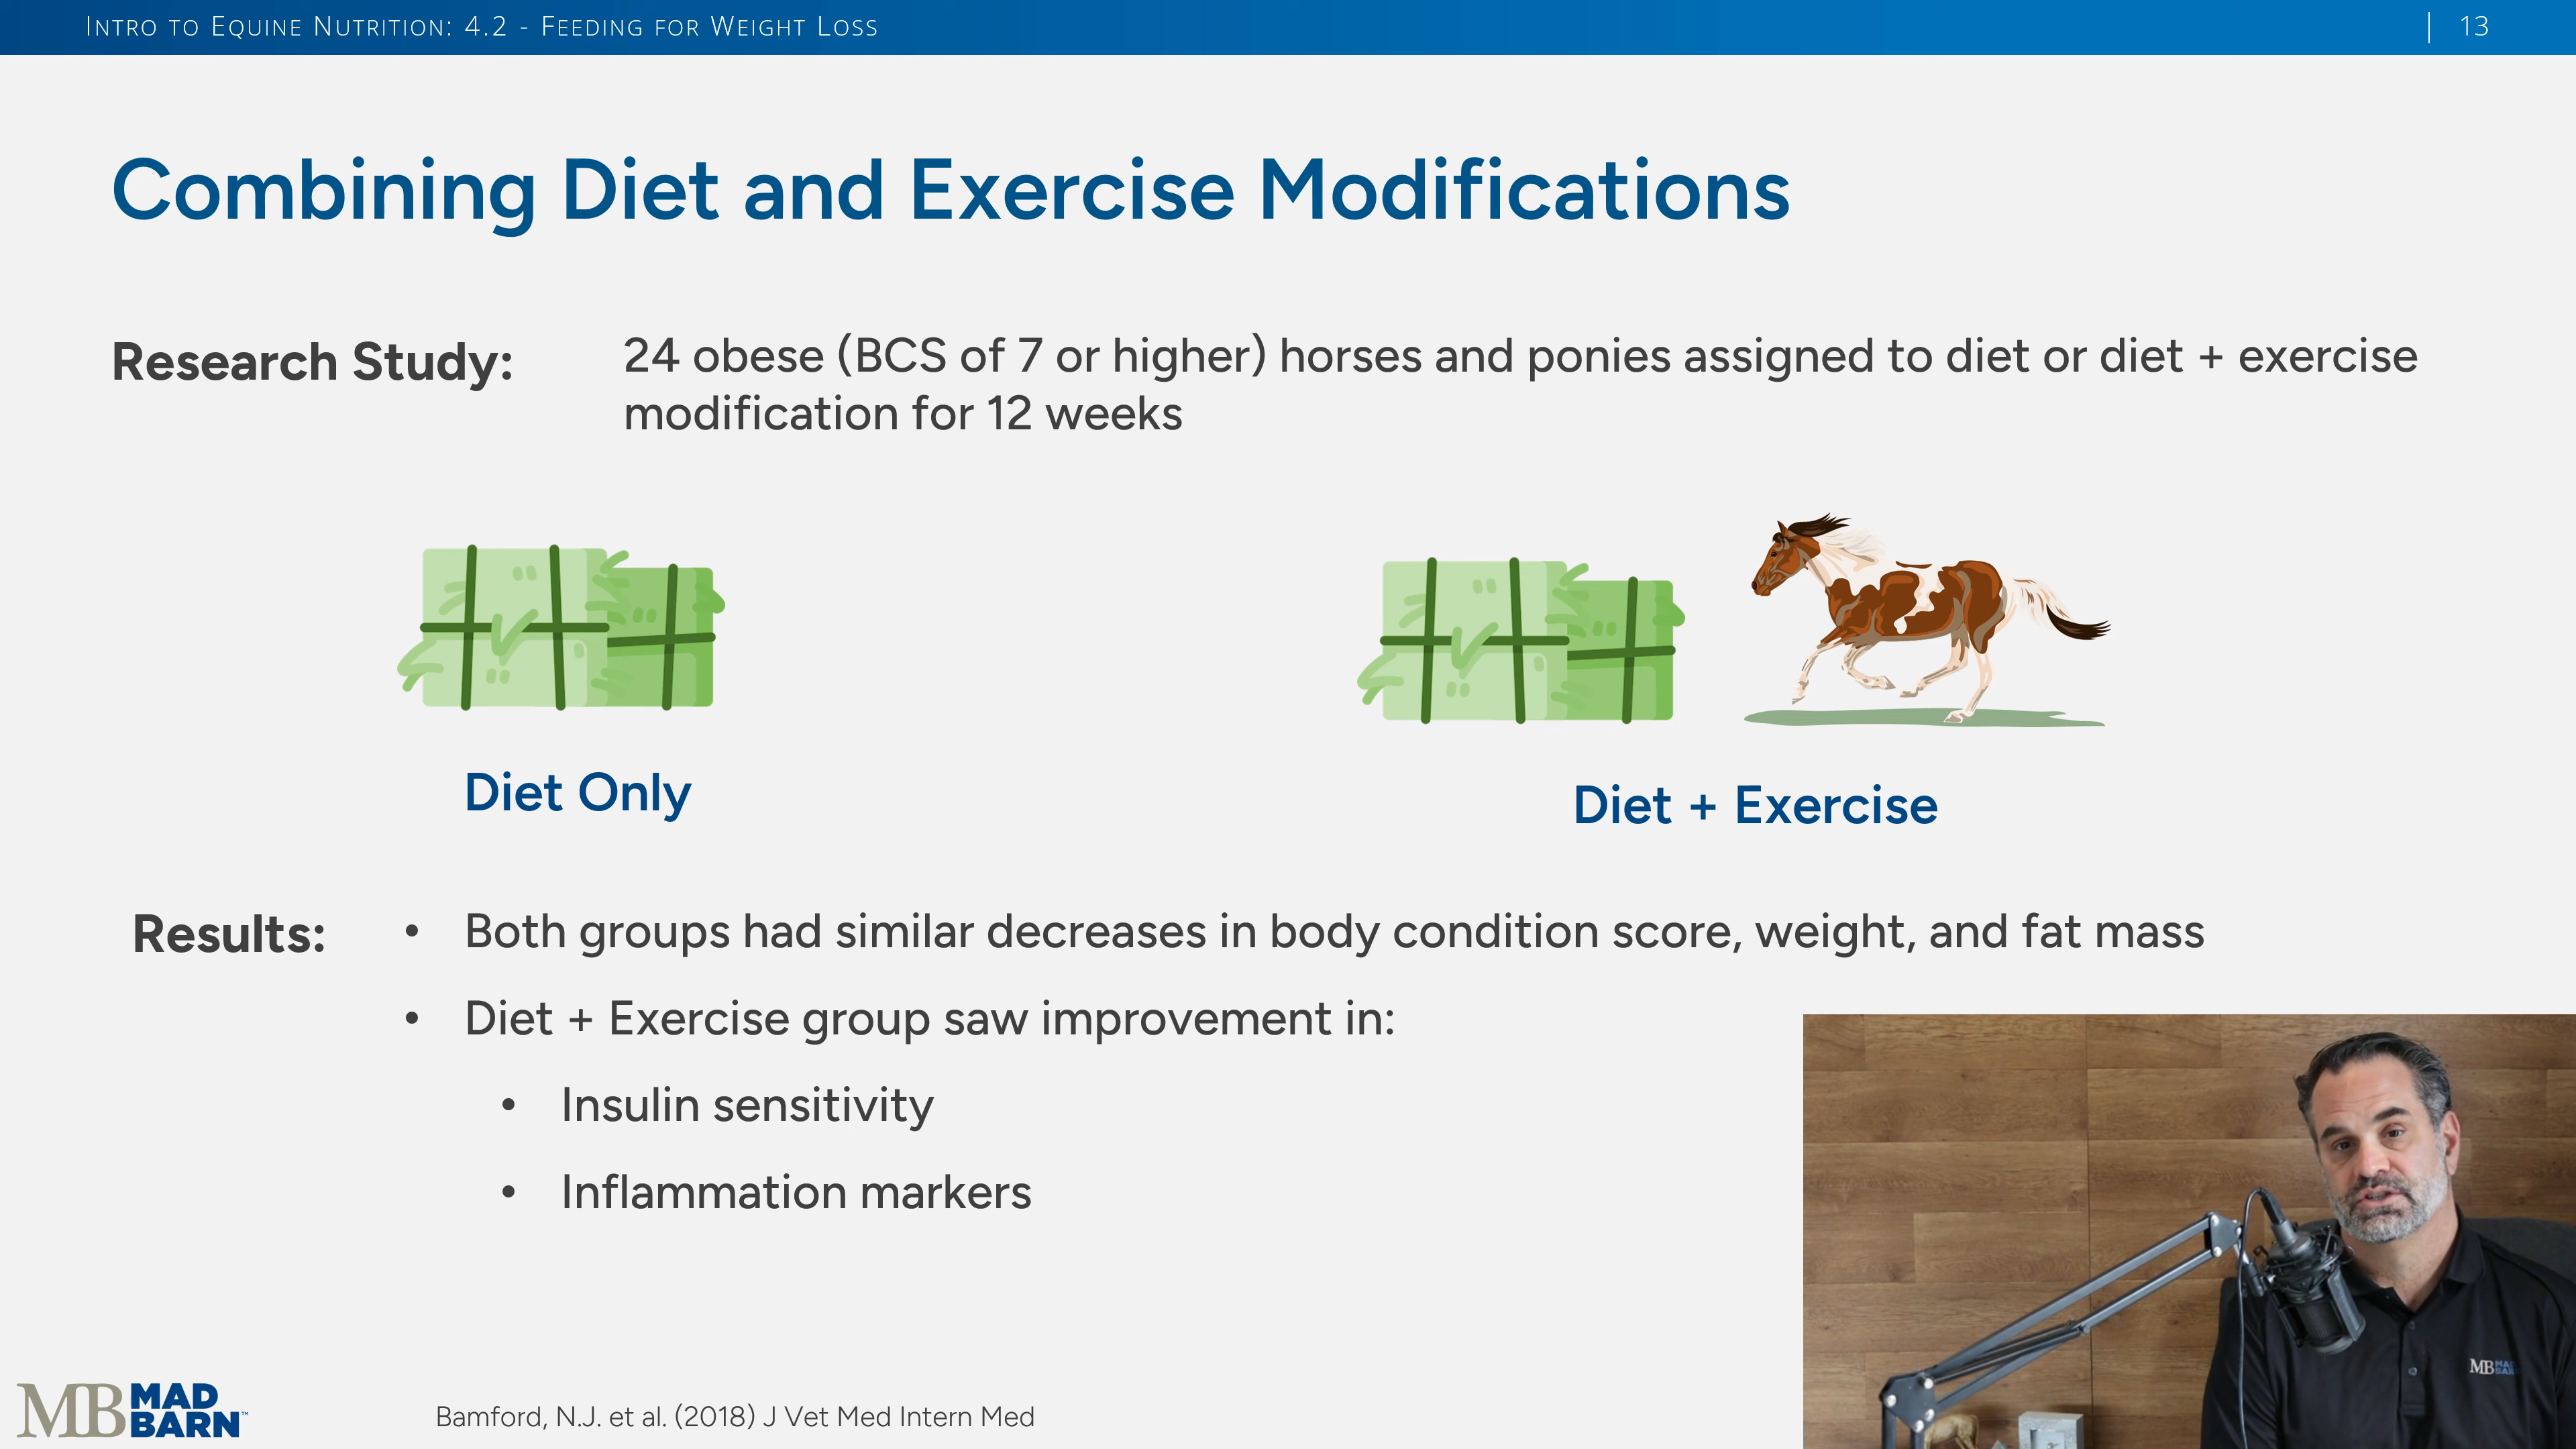 INTRO TO EQUINE NUTRITION: 4.2 - FEEDING FOR WEIGHT LOSS
| 13
Combining Diet and Exercise Modifications
Research Study:
24 obese (BCS of 7 or higher) horses and ponies assigned to diet or diet + exercise
modification for 12 weeks
Diet Only
Diet + Exercise
Results:
• Both groups had similar decreases in body condition score, weight, and fat mass
• Diet + Exercise group saw improvement in:
• Insulin sensitivity
• Inflammation markers
MB MAD
BARN™
Bamford, N.J. et al. (2018) J Vet Med Intern Med
MB